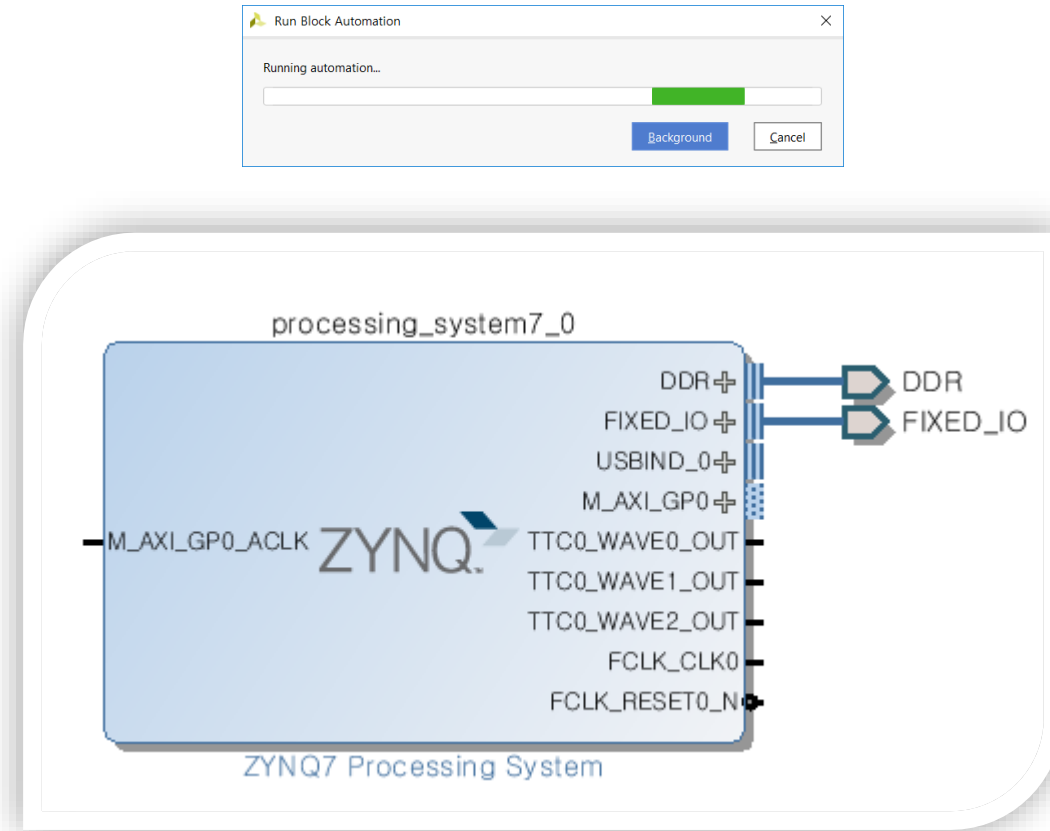 Run Block Automation
Running automation...
Background
Cancel
processing_system7_0
DDR
FIXED_IO
USBIND_0
M_AXI_GP0
M_AXI_GP0_ACLK
ZYNQ™
TTC0_WAVE0_OUT
TTC0_WAVE1_OUT
TTC0_WAVE2_OUT
FCLK_CLK0
FCLK_RESET0_N
DDR
FIXED_IO
ZYNQ7 Processing System